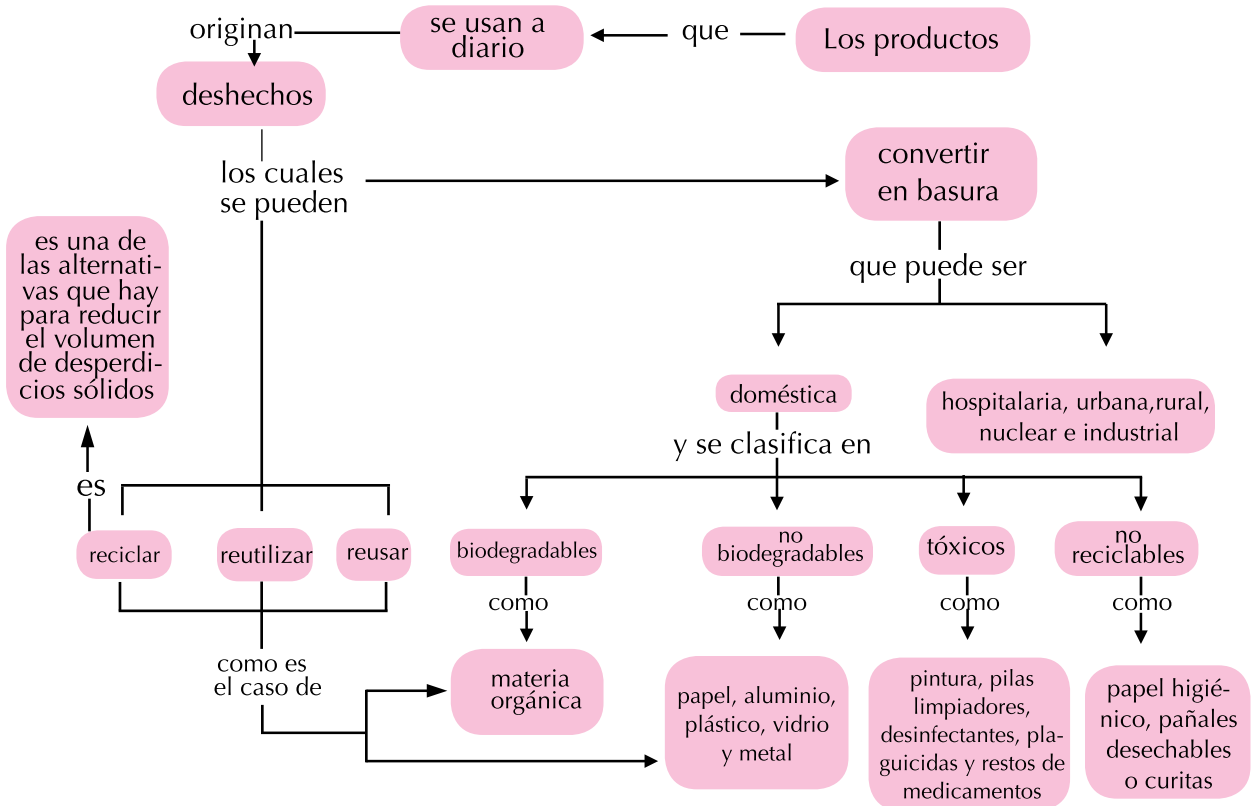 Los productos
que
se usan a
diario
originan
deshechos
los cuales
se pueden
convertir
en basura
que puede ser
doméstica
hospitalaria, urbana,rural,
nuclear e industrial
y se clasifica en
biodegradables
no
biodegradables
tóxicos
no
reciclables
como
como
como
como
materia
orgánica
papel, aluminio,
plástico, vidrio
y metal
pintura, pilas
limpiadores,
desinfectantes, pla-
guicidas y restos de
medicamentos
papel higié-
nico, pañales
desechables
o curitas
reciclar
reutilizar
reusar
es
es una de
las alternati-
vas que hay
para reducir
el volumen
de desperdi-
cios sólidos
como es
el caso de